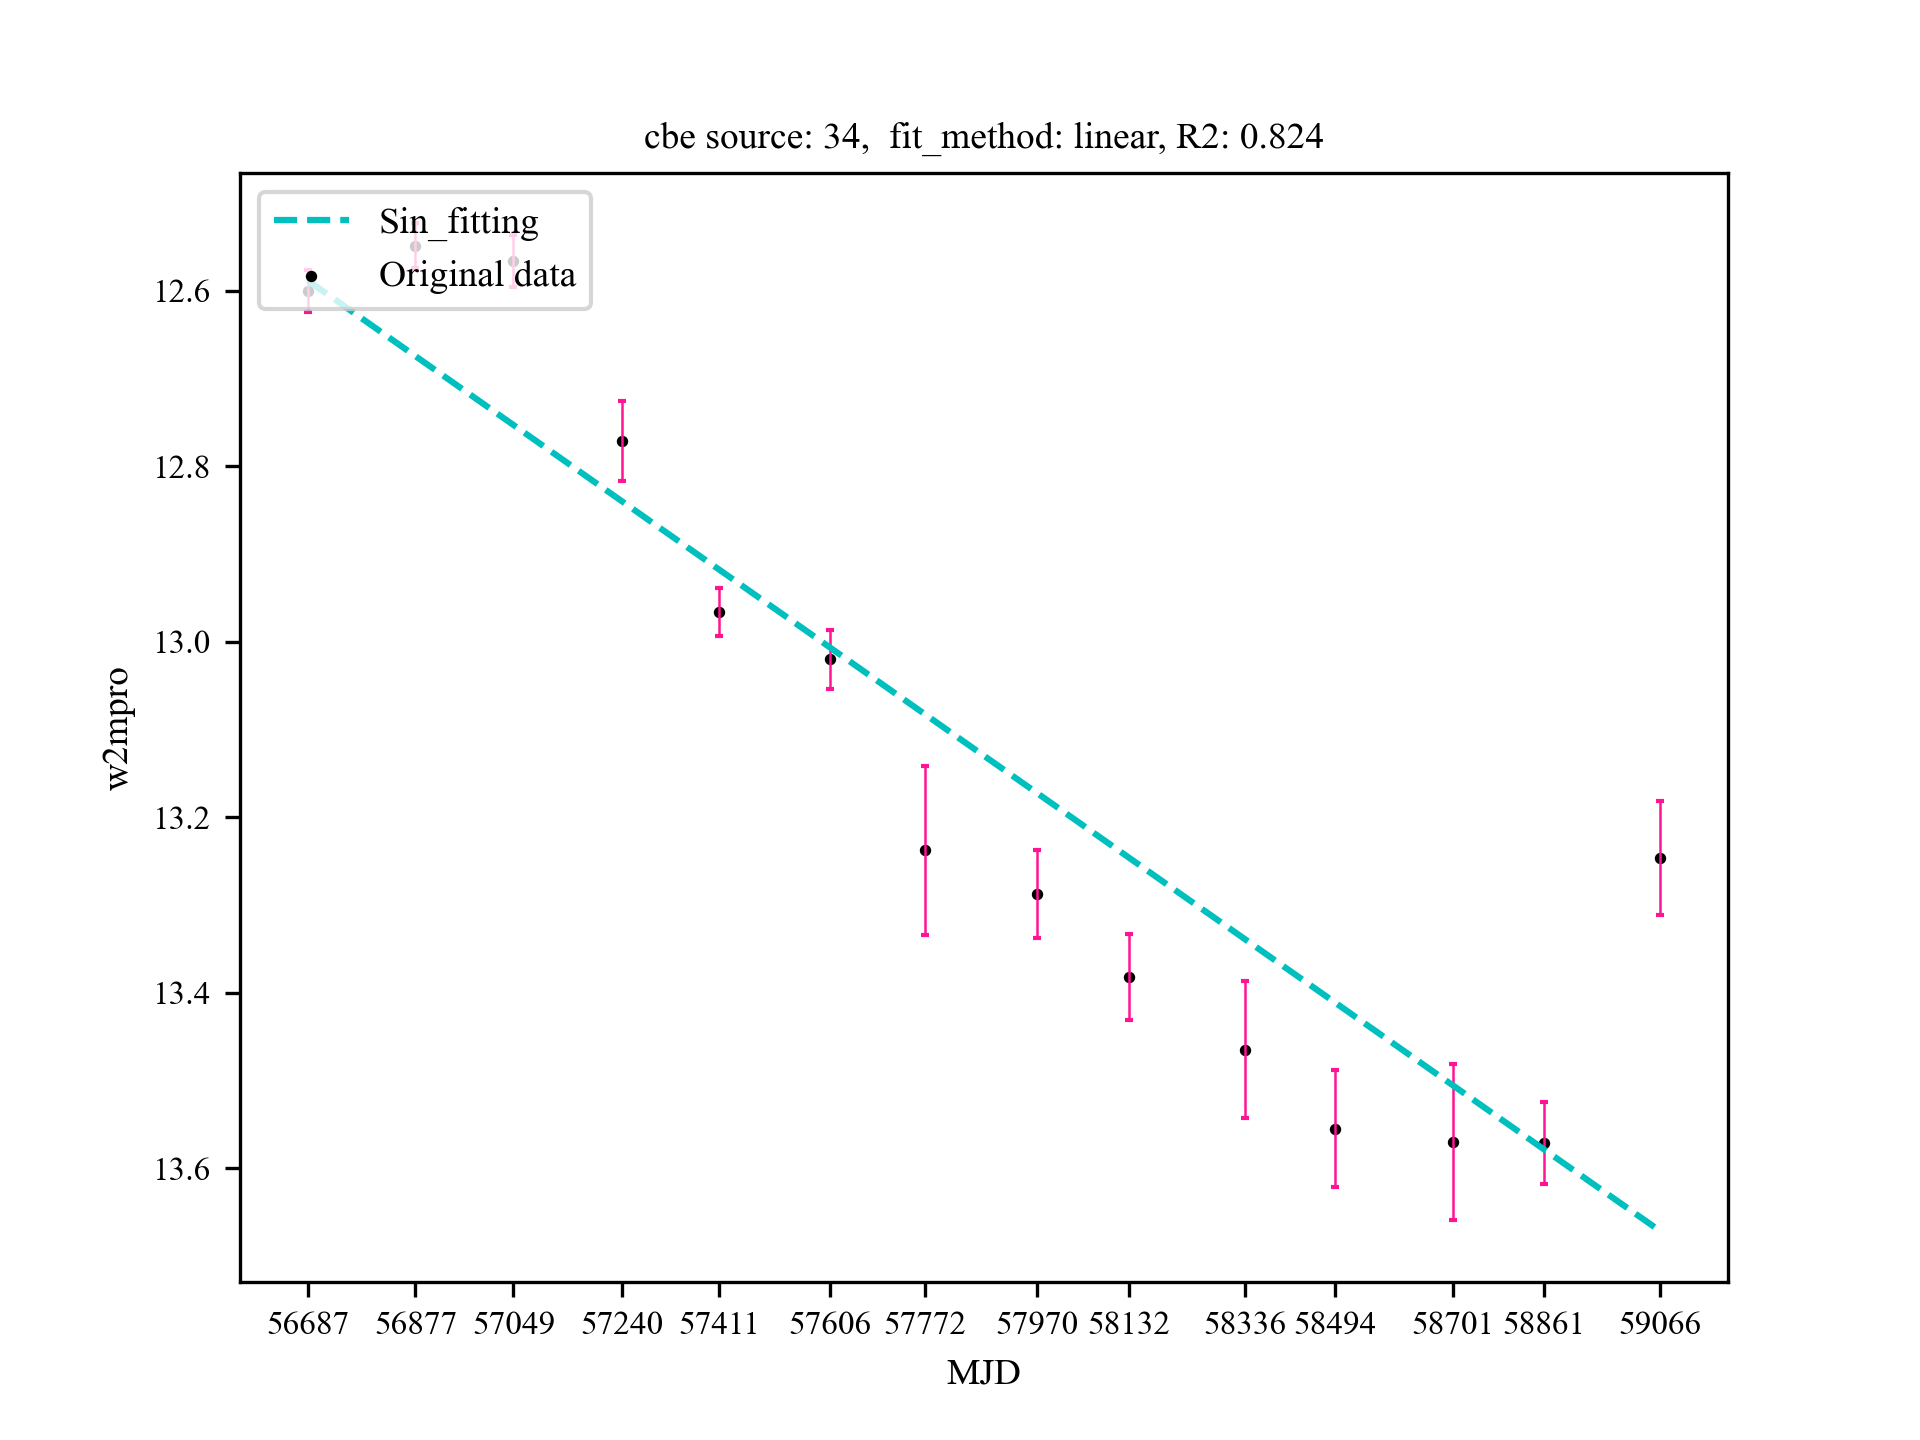 cbe source: 34,  fit_method: linear, R2: 0.824
Sin_fitting
Original data
12.6
12.8
13.0
13.2
13.4
13.6
w2mpro
56687 56877 57049 57240 57411 57606 57772 57970 58132 58336 58494 58701 58861 59066
MJD